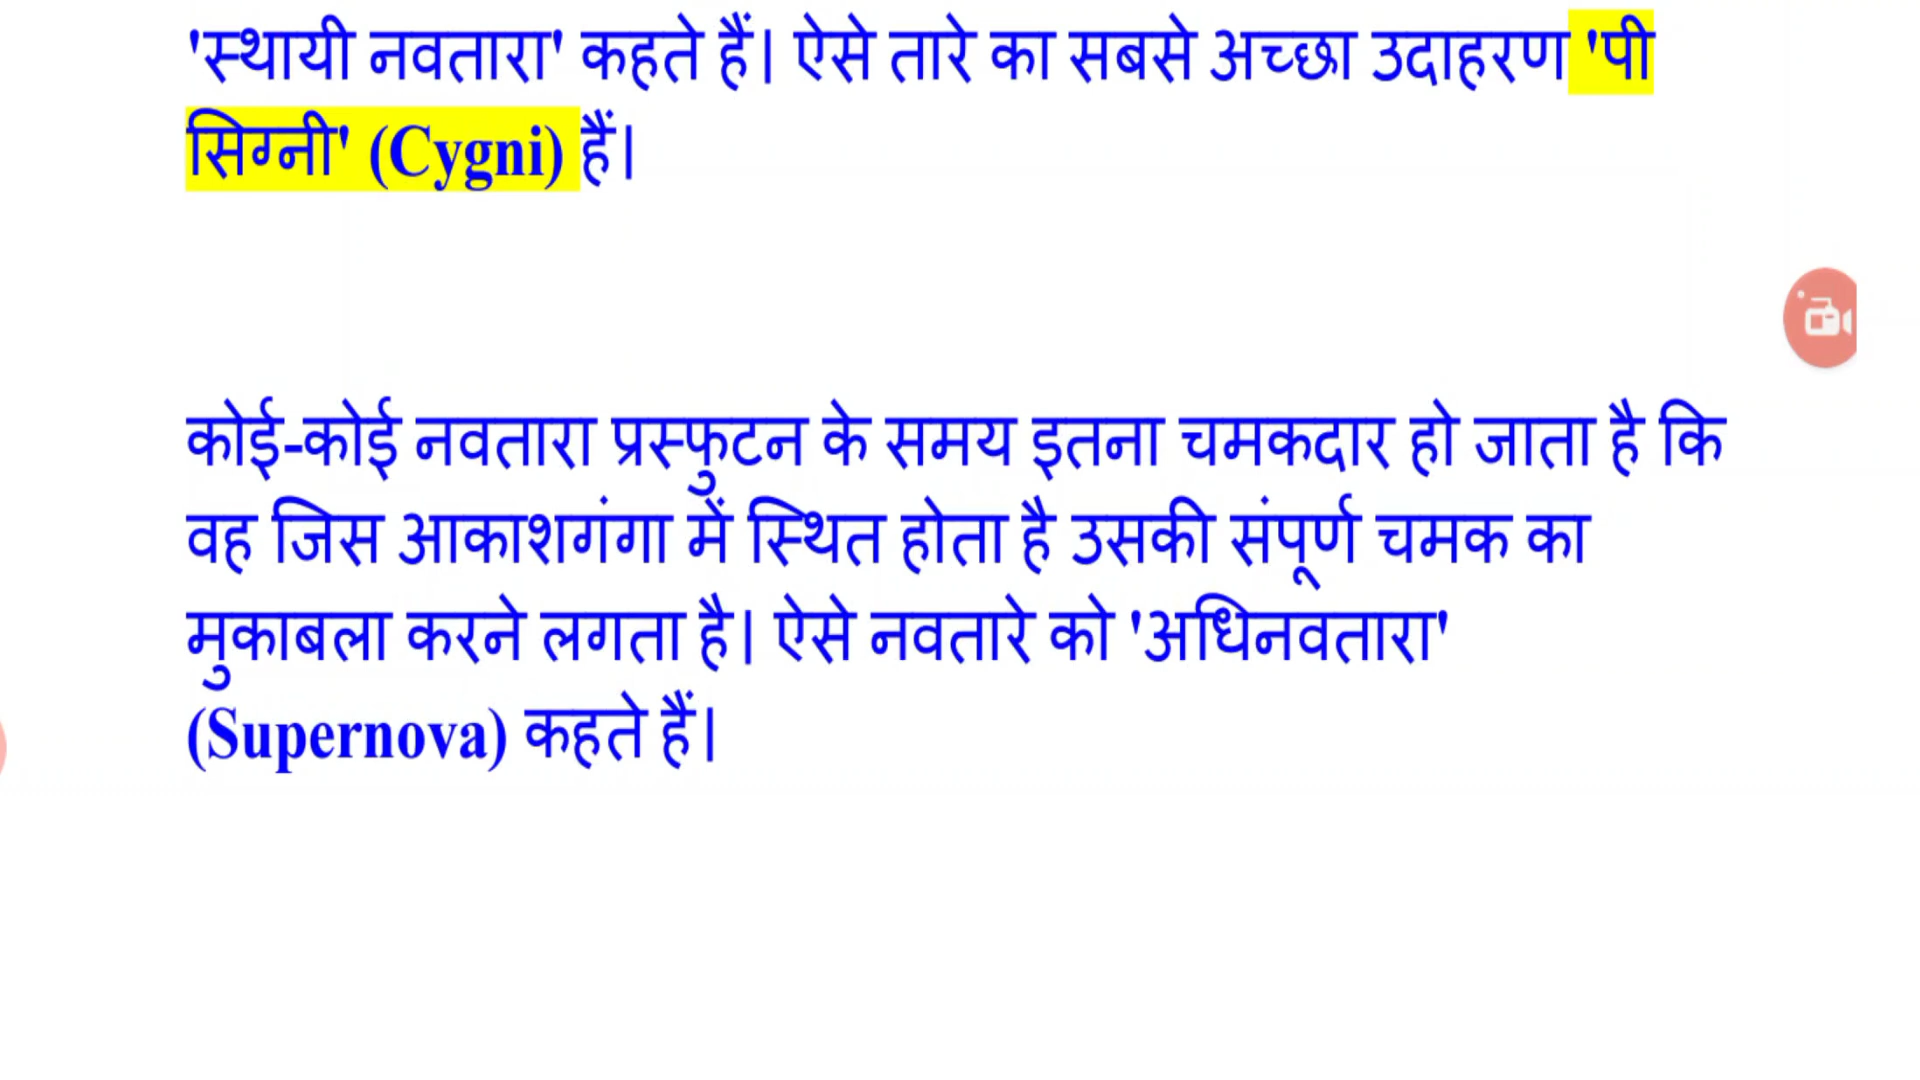 'स्थायी नवतारा' कहते हैं। ऐसे तारे का सबसे अच्छा उदाहरण 'पी
सिग्नी' (Cygni) हैं।
कोई-कोई नवतारा प्रस्फुटन के समय इतना चमकदार हो जाता है कि
वह जिस आकाशगंगा में स्थित होता है उसकी संपूर्ण चमक का
मुकाबला करने लगता है। ऐसे नवतारे को 'अधिनवतारा'
(Supernova) कहते हैं।